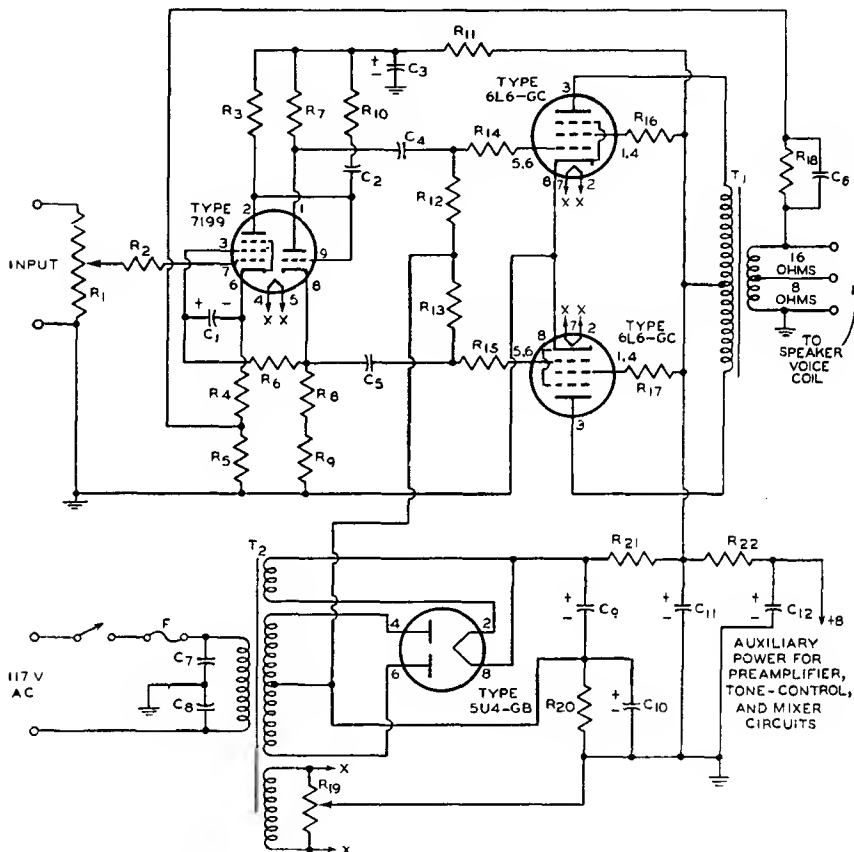 R11
TYPE
6L6-GC
+
-
C3
3
R3
R7
R10
R14
R16
C4
5,6
1,4
R18
C6
C2
8
7
2
X X
T1
TYPE
7199
2
1
R12
3
9
7
R2
INPUT
R1
6
4
5
8
X X
16
OHMS
8
OHMS
+ -
C1
R13
X X
8
7
2
TYPE
6L6-GC
TO
SPEAKER
VOICE
COIL
R15
5,6
1,4
R6
C5
R17
R4
R8
3
R5
R9
T2
R21
R22
4
2
+
-
C9
+
-
C11
+
-
C12
+B
F
117 V
AC
C7
C8
6
8
TYPE
5U4-GB
R20
+
-
C10
AUXILIARY
POWER FOR
PREAMPLIFIER,
TONE-CONTROL,
AND MIXER
CIRCUITS
X
R19
X